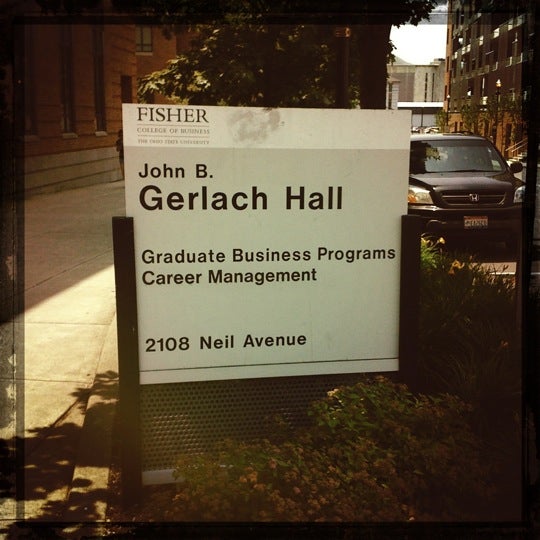 FISHER
COLLEGE OF BUSINESS
THE OHIO STATE UNIVERSITY
John B.
Gerlach Hall
Graduate Business Programs
Career Management
2108 Neil Avenue